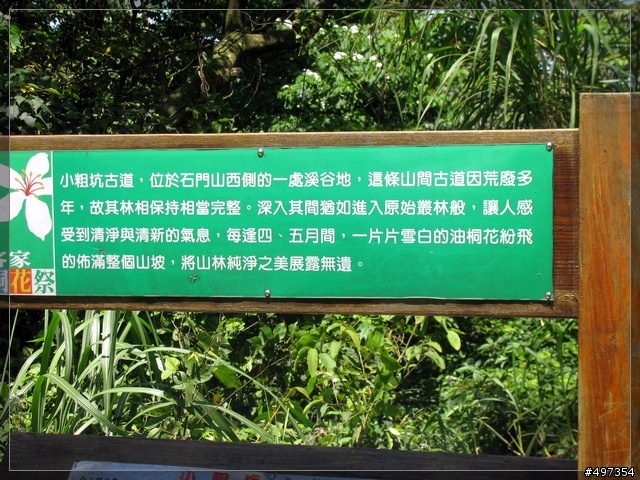 小粗坑古道，位於石門山西側的一處溪谷地，這條山間古道因荒廢多
年，故其林相保持相當完整。深入其間猶如進入原始叢林般，讓人感
受到清淨與清新的氣息，每逢四、五月間，一片片雪白的油桐花紛飛
的佈滿整個山坡，將山林純淨之美展露無遺。
客家
桐花祭
#497354